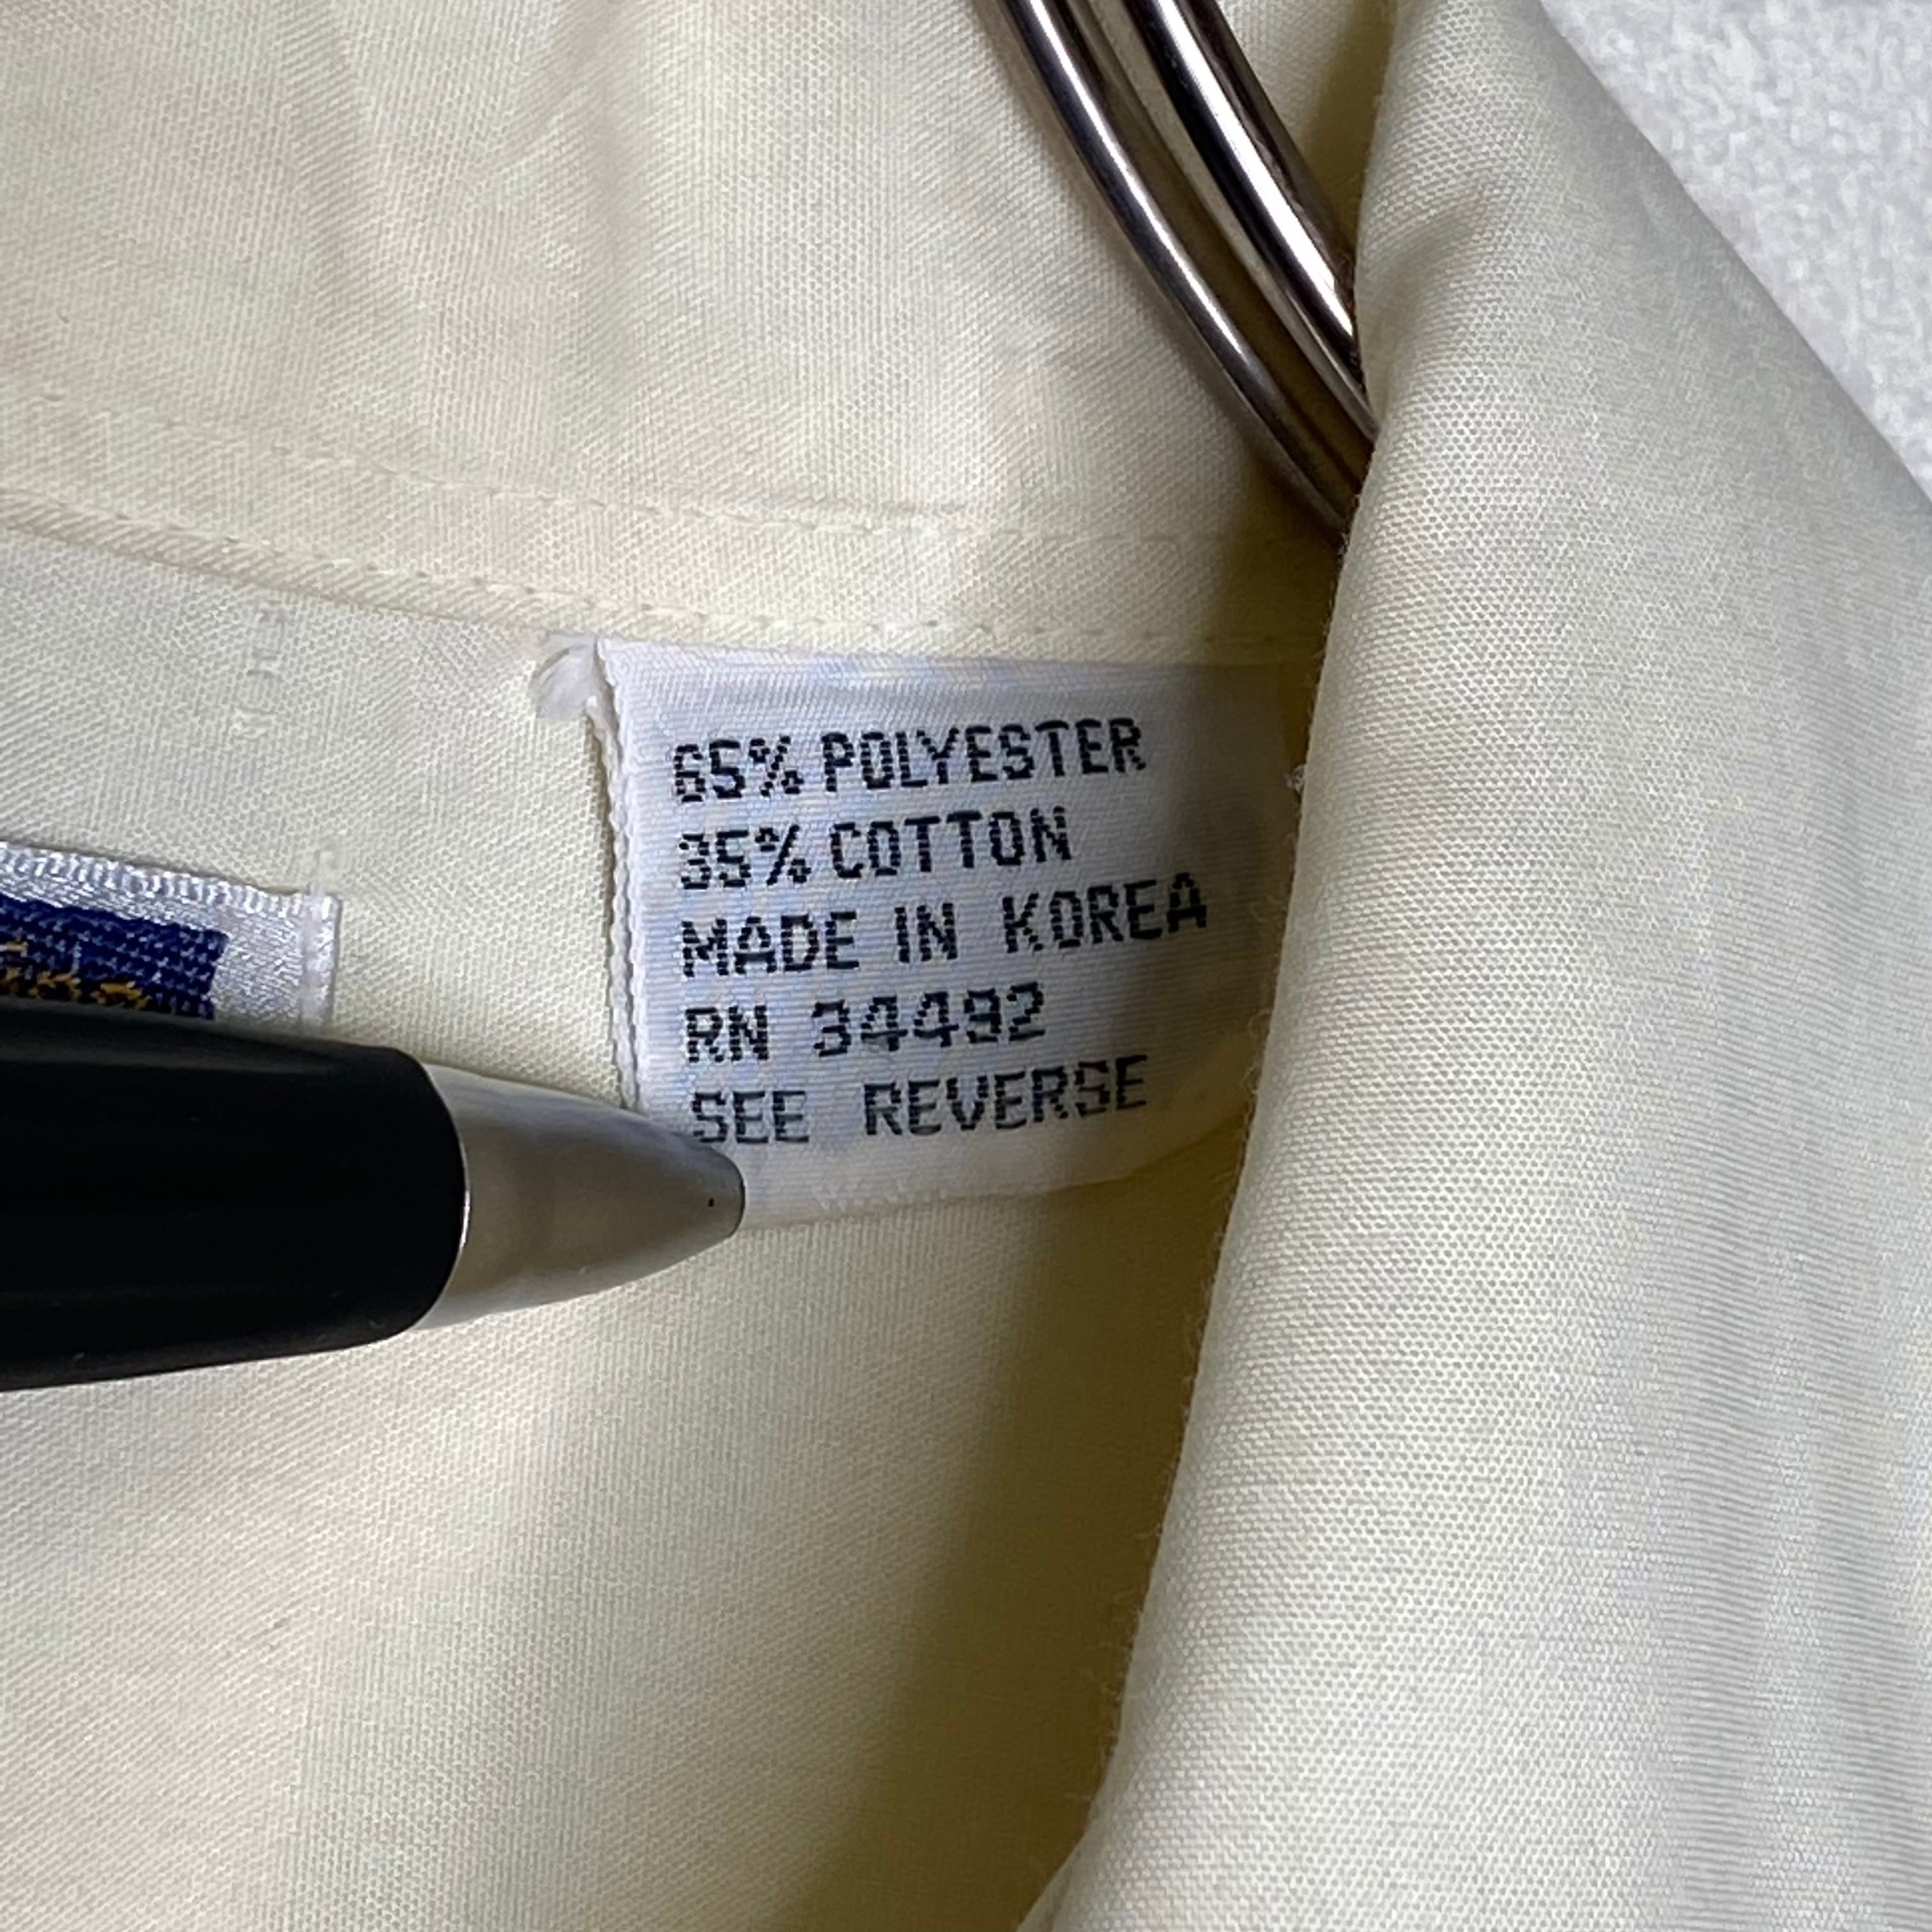 65% POLYESTER
35% COTTON
MADE IN KOREA
RN 34492
SEE REVERSE